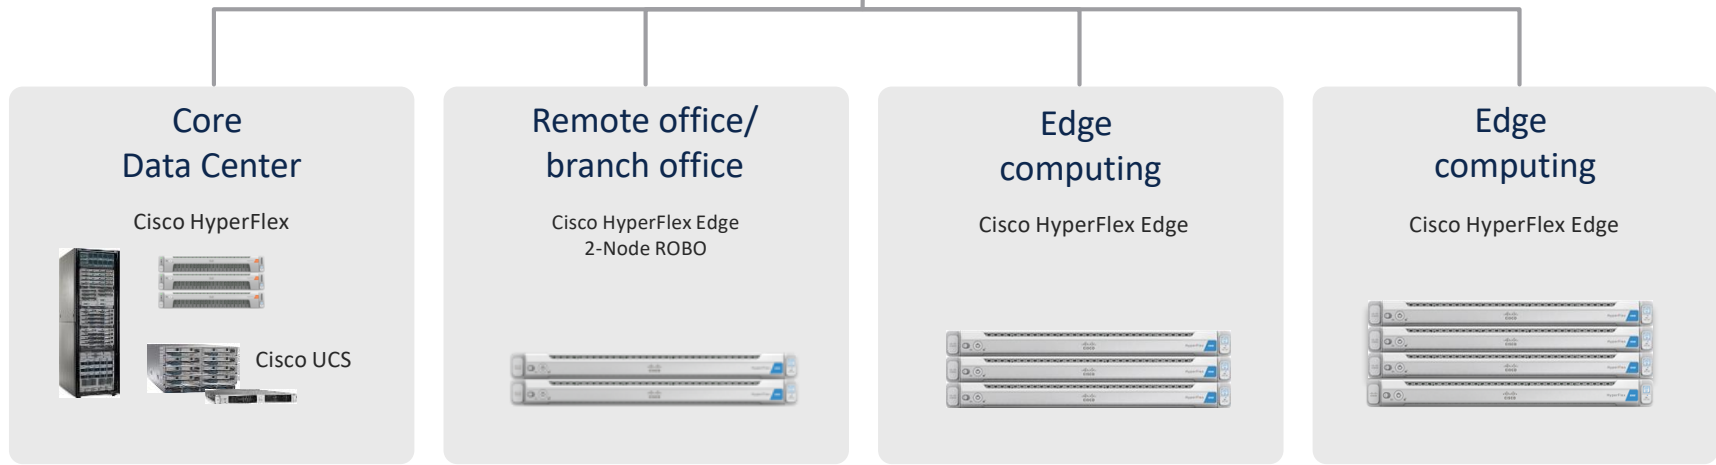 Core
Data Center
Cisco HyperFlex
Cisco UCS
Remote office/
branch office
Cisco HyperFlex Edge
2-Node ROBO
Edge
computing
Cisco HyperFlex Edge
Edge
computing
Cisco HyperFlex Edge